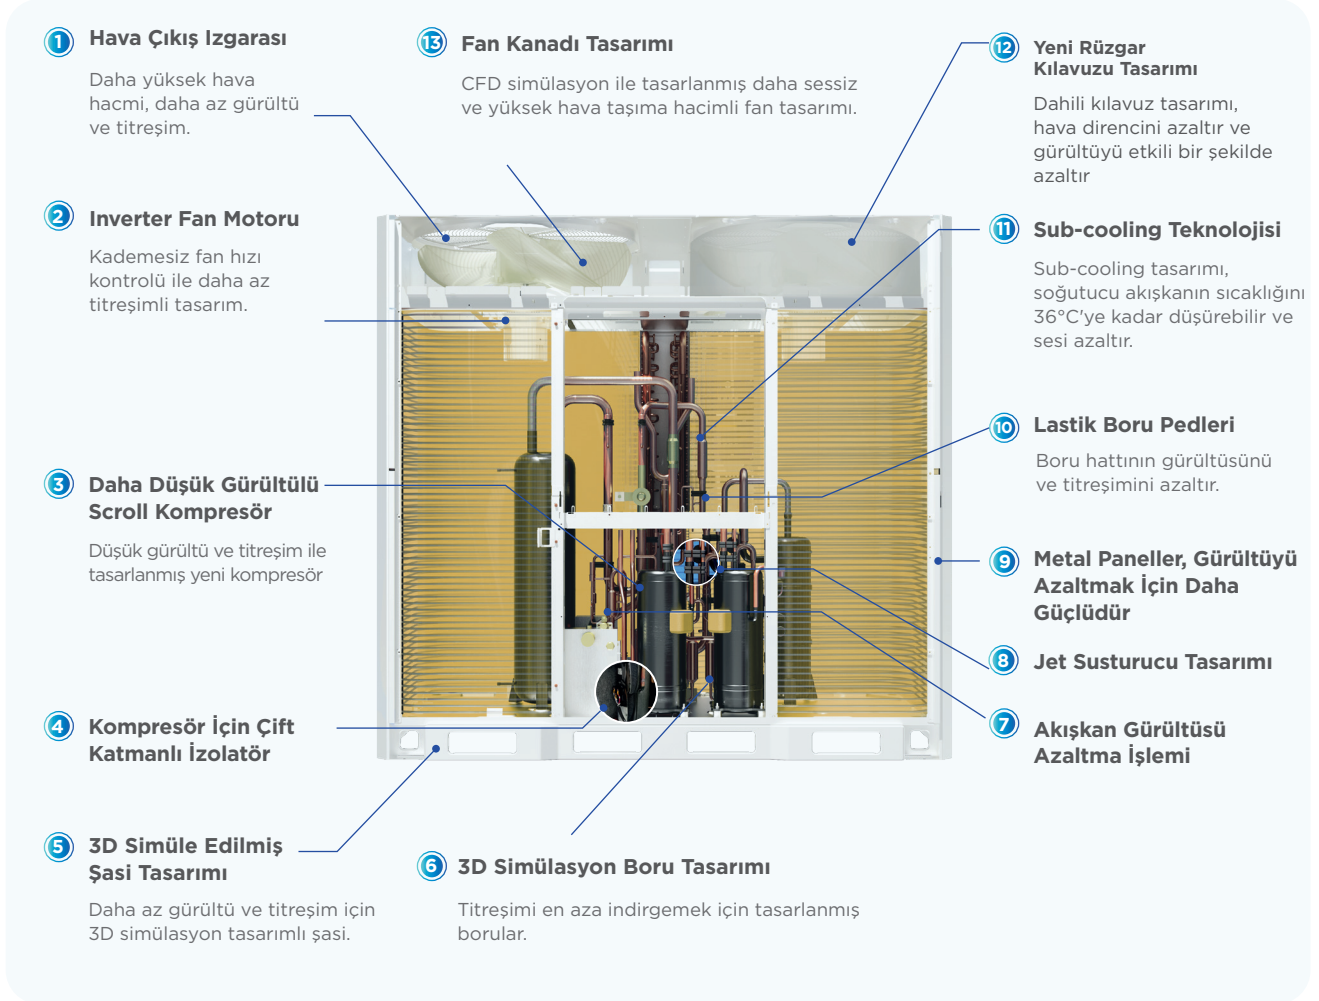 1 Hava Çıkış Izgarası
Daha yüksek hava
hacmi, daha az gürültü
ve titreşim.
13 Fan Kanadı Tasarımı
CFD simülasyon ile tasarlanmış daha sessiz
ve yüksek hava taşıma hacimli fan tasarımı.
12 Yeni Rüzgar
Kılavuzu Tasarımı
Dahili kılavuz tasarımı,
hava direncini azaltır ve
gürültüyü etkili bir şekilde
azaltır
2 Inverter Fan Motoru
Kademesiz fan hızı
kontrolü ile daha az
titreşimli tasarım.
11 Sub-cooling Teknolojisi
Sub-cooling tasarımı,
soğutucu akışkanın sıcaklığını
36°C'ye kadar düşürebilir ve
sesi azaltır.
10 Lastik Boru Pedleri
Boru hattının gürültüsünü
ve titreşimini azaltır.
3 Daha Düşük Gürültülü
Scroll Kompresör
Düşük gürültü ve titreşim ile
tasarlanmış yeni kompresör
9 Metal Paneller, Gürültüyü
Azaltmak İçin Daha
Güçlüdür
8 Jet Susturucu Tasarımı
4 Kompresör İçin Çift
Katmanlı İzolatör
7 Akışkan Gürültüsü
Azaltma İşlemi
5 3D Simüle Edilmiş
Şasi Tasarımı
Daha az gürültü ve titreşim için
3D simülasyon tasarımlı şasi.
6 3D Simülasyon Boru Tasarımı
Titreşimi en aza indirgemek için tasarlanmış
borular.